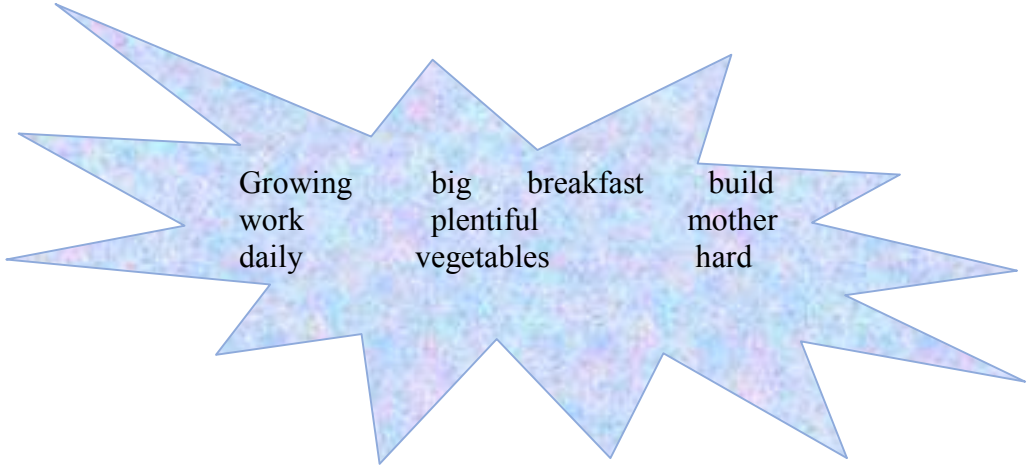 Growing big breakfast build
work plentiful mother
daily vegetables hard